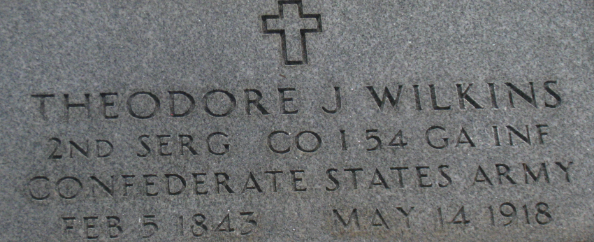 THEODORE J WILKINS
2ND SERG CO I 54 GA INF
CONFEDERATE STATES ARMY
FEB 5 1843 MAY 14 1918